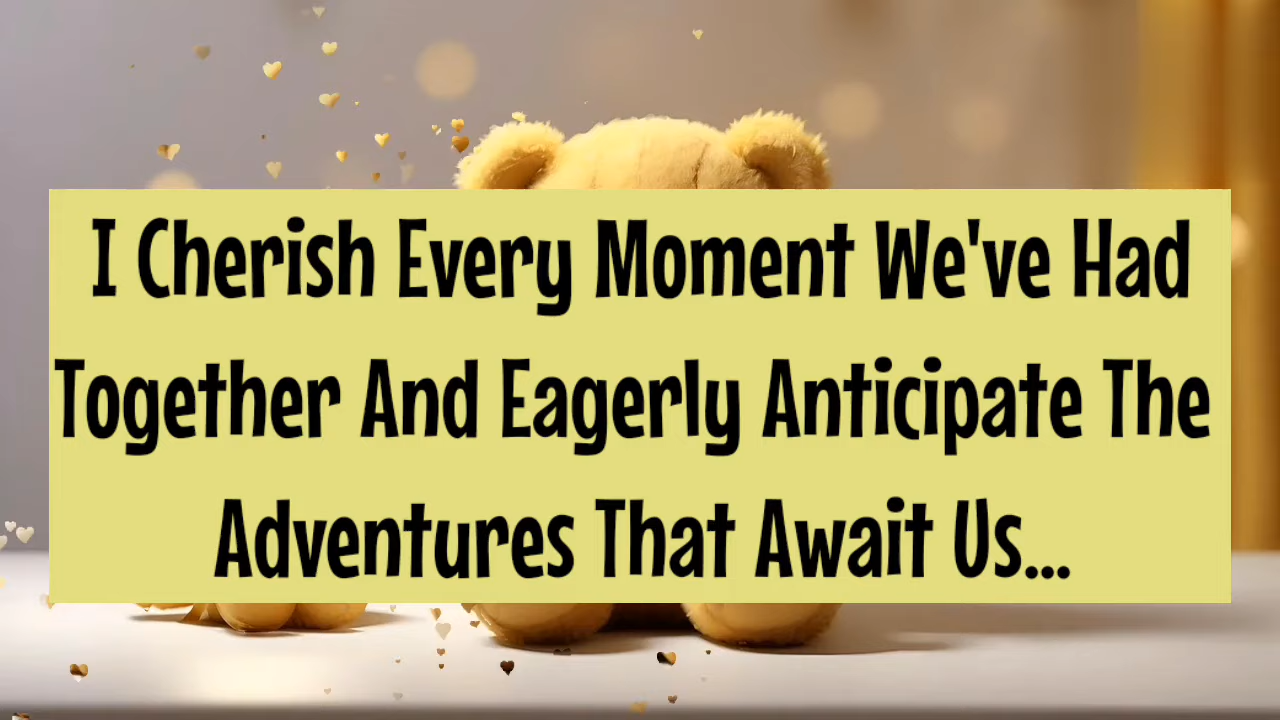 I Cherish Every Moment We've Had
Together And Eagerly Anticipate The
Adventures That Await Us...